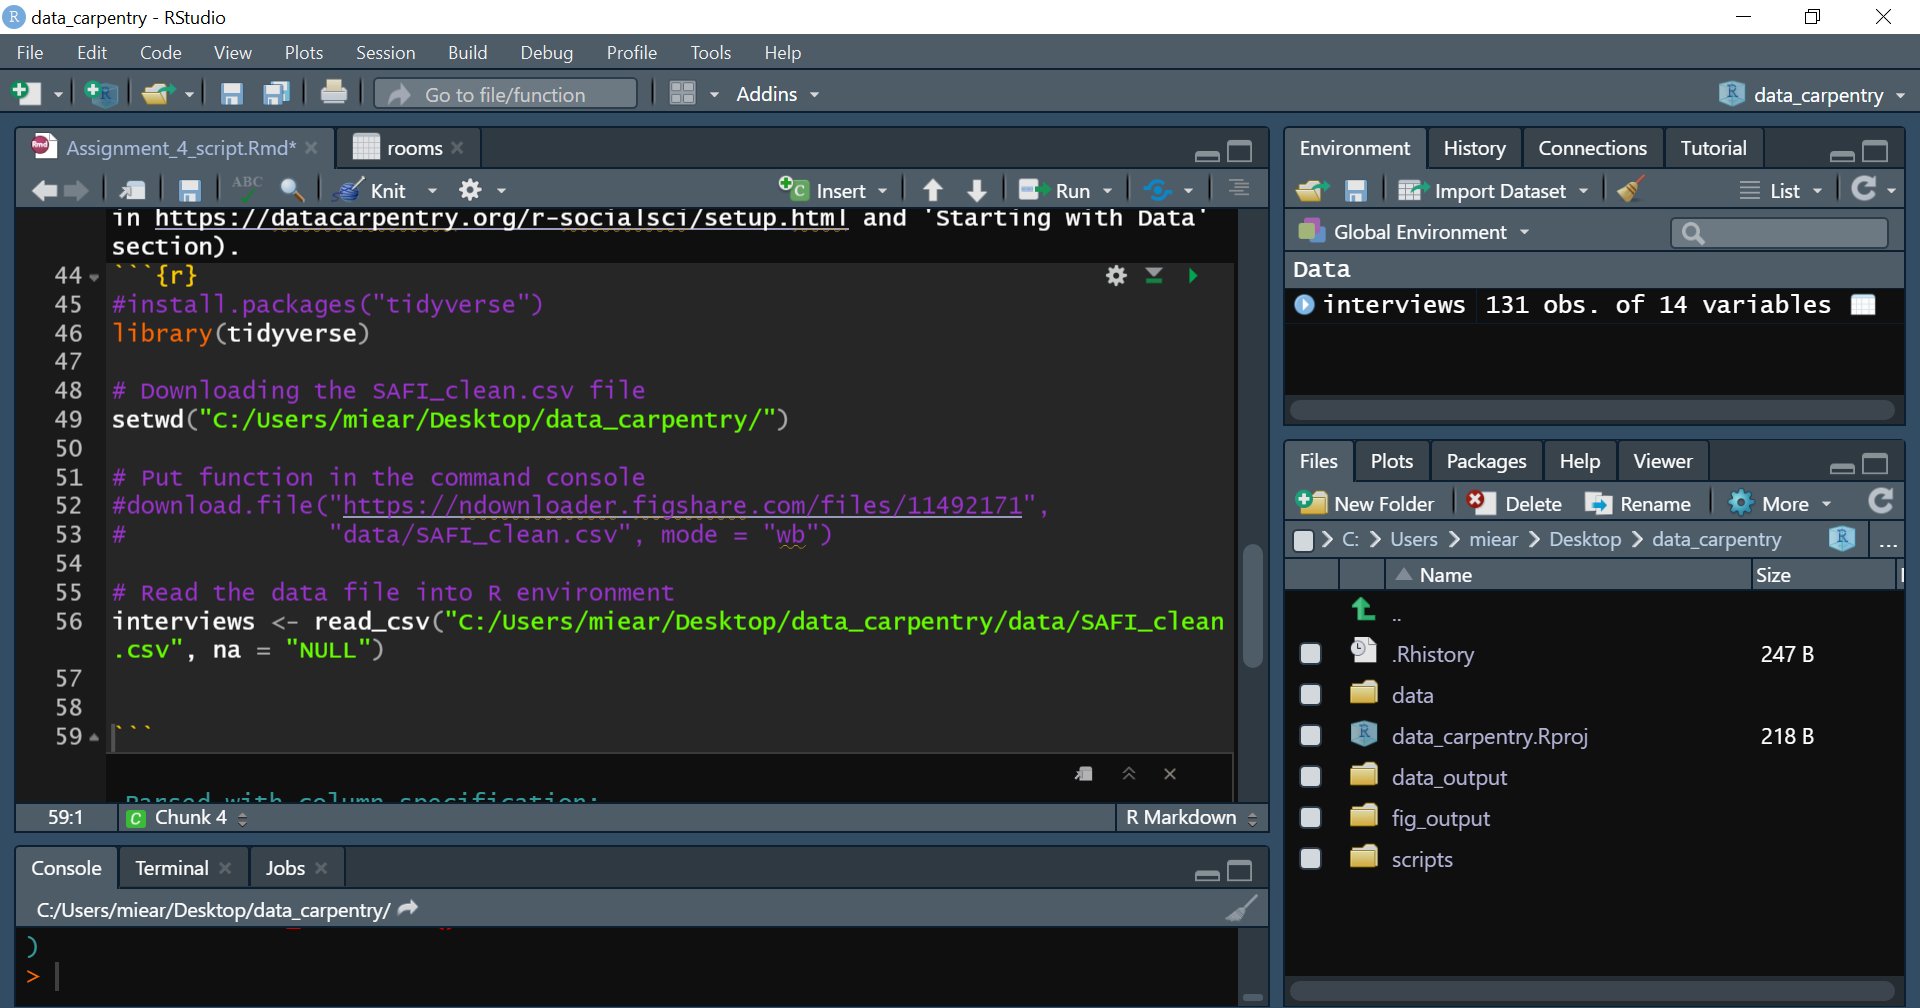 data_carpentry - RStudio
File Edit Code View Plots Session Build Debug Profile Tools Help
Go to file/function Addins data_carpentry
Assignment_4_script.Rmd* rooms
ABC Knit Insert Run
in https://datacarpentry.org/r-socialsci/setup.html and 'Starting with Data'
section).
44 ```{r}
45 #install.packages("tidyverse")
46 library(tidyverse)
47
48 # Downloading the SAFI_clean.csv file
49 setwd("C:/Users/miear/Desktop/data_carpentry/")
50
51 # Put function in the command console
52 #download.file("https://ndownloader.figshare.com/files/11492171",
53 # "data/SAFI_clean.csv", mode = "wb")
54
55 # Read the data file into R environment
56 interviews <- read_csv("C:/Users/miear/Desktop/data_carpentry/data/SAFI_clean
.csv", na = "NULL")
57
58
59 ```
Parsed with column specification:
59:1 C Chunk 4 R Markdown
Console Terminal Jobs
C:/Users/miear/Desktop/data_carpentry/
)
>
Environment History Connections Tutorial
Import Dataset List
Global Environment
Data
interviews 131 obs. of 14 variables
Files Plots Packages Help Viewer
New Folder Delete Rename More
C: > Users > miear > Desktop > data_carpentry ...
Name Size
..
.Rhistory 247 B
data
data_carpentry.Rproj 218 B
data_output
fig_output
scripts